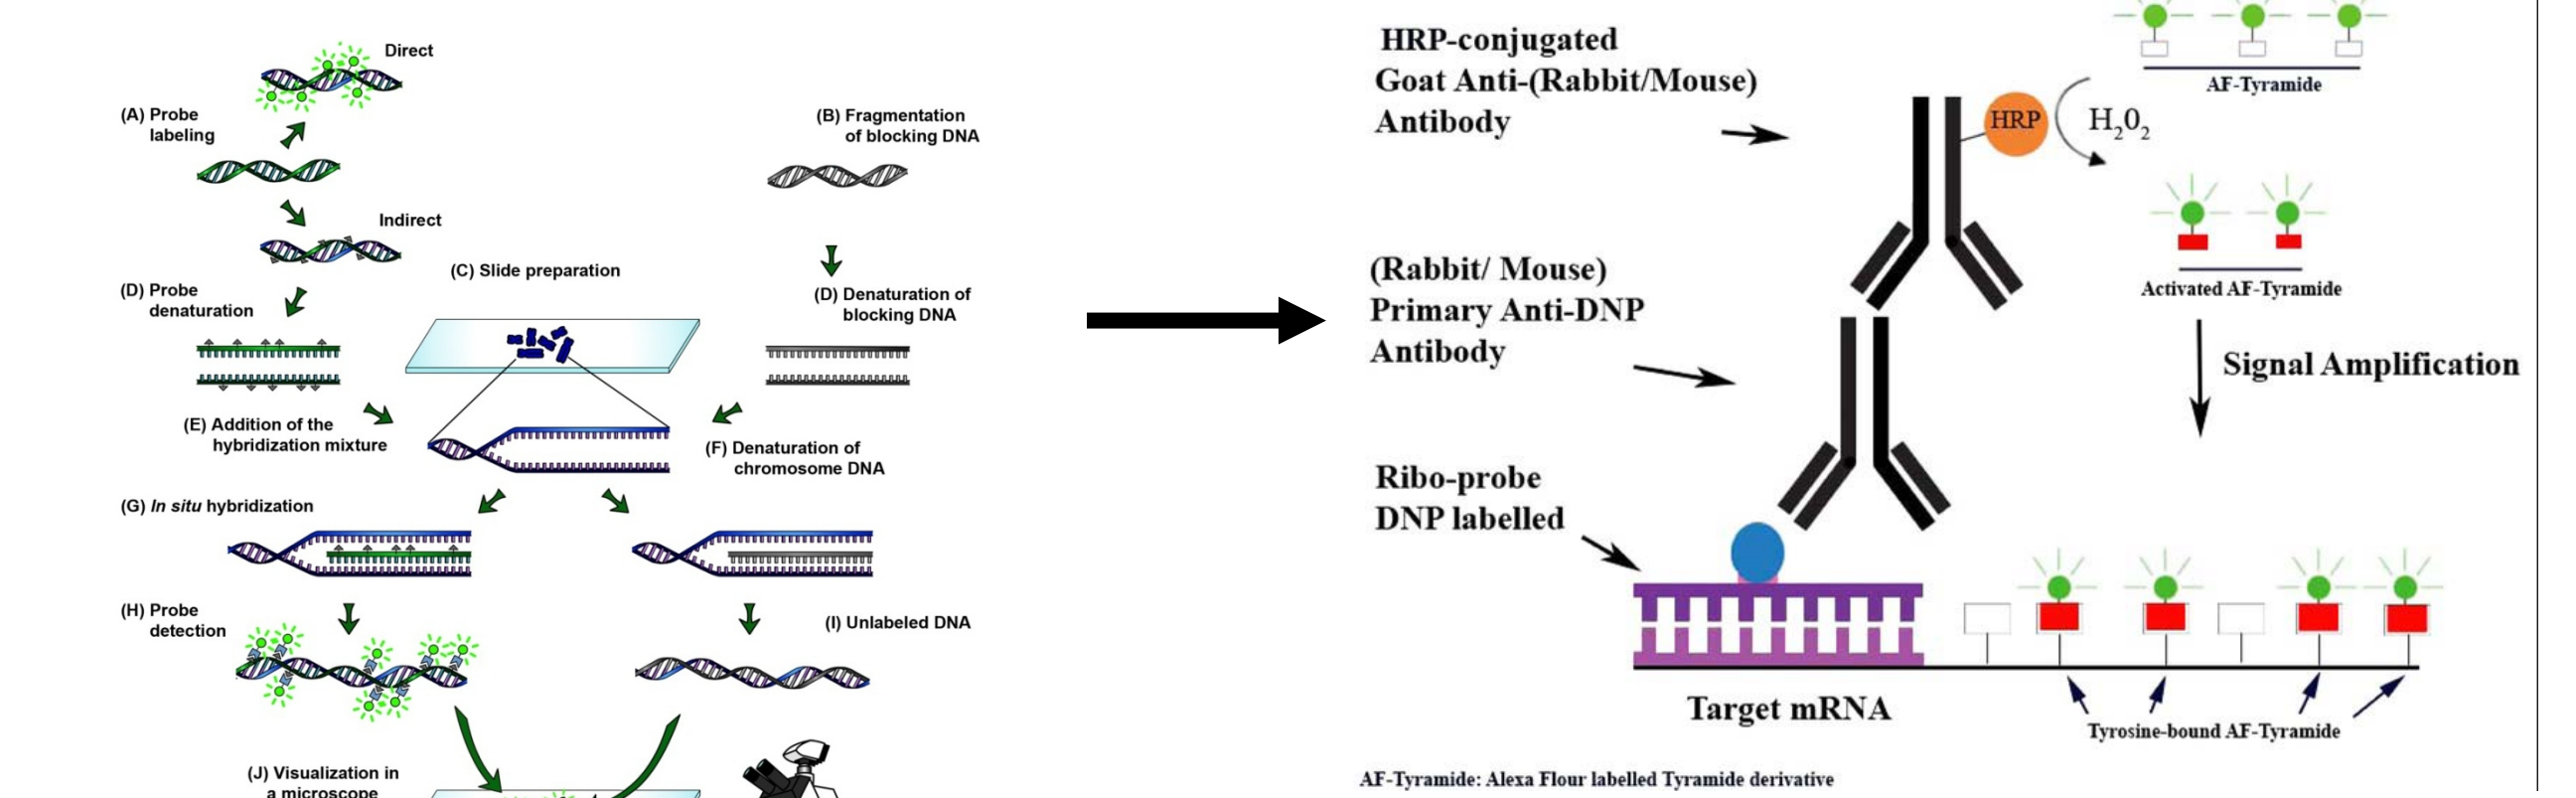 Direct
(A) Probe
labeling
(B) Fragmentation
of blocking DNA
Indirect
(C) Slide preparation
(D) Probe
denaturation
(D) Denaturation of
blocking DNA
(E) Addition of the
hybridization mixture
(F) Denaturation of
chromosome DNA
(G) In situ hybridization
(H) Probe
detection
(I) Unlabeled DNA
(J) Visualization in
a microscope
HRP-conjugated
Goat Anti-(Rabbit/Mouse)
Antibody
AF-Tyramide
HRP
H₂0₂
Activated AF-Tyramide
(Rabbit/ Mouse)
Primary Anti-DNP
Antibody
Signal Amplification
Ribo-probe
DNP labelled
Target mRNA
Tyrosine-bound AF-Tyramide
AF-Tyramide: Alexa Flour labelled Tyramide derivative